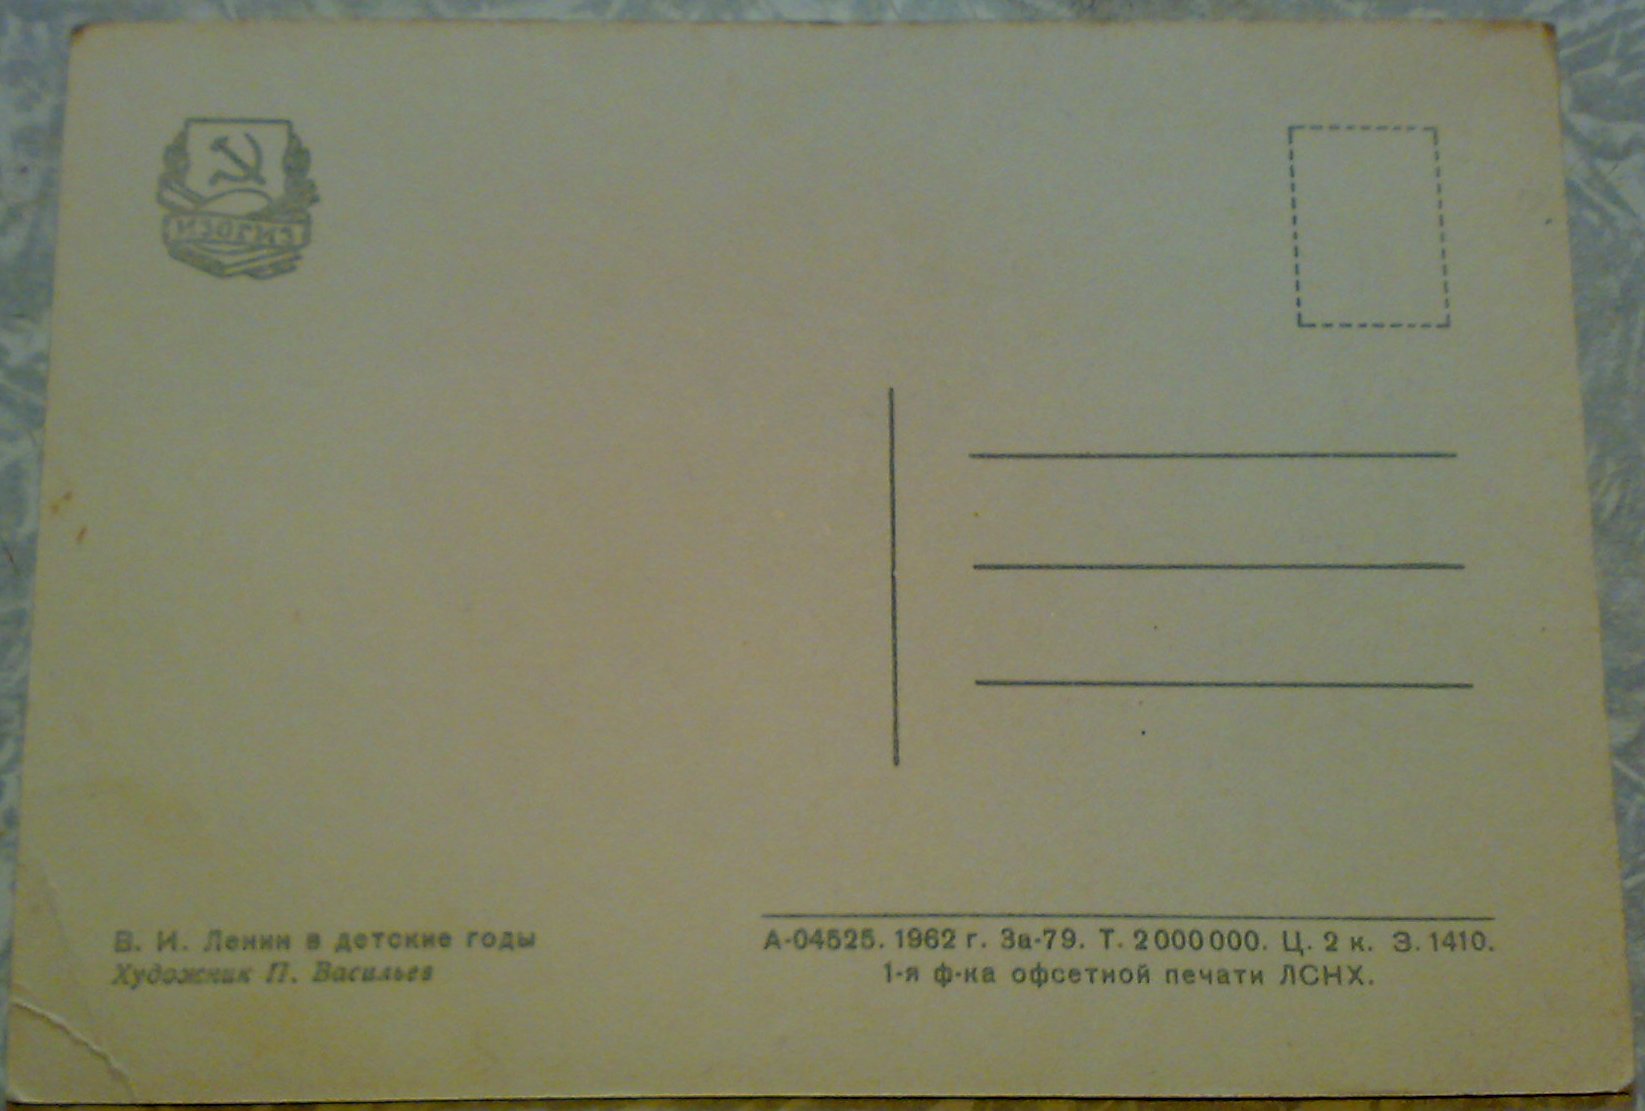 ИЗОГИЗ
В. И. Ленин в детские годы
Художник П. Васильев
А-04525. 1962 г. За-79. Т. 2000000. Ц. 2 к. З. 1410.
1-я ф-ка офсетной печати ЛСНХ.